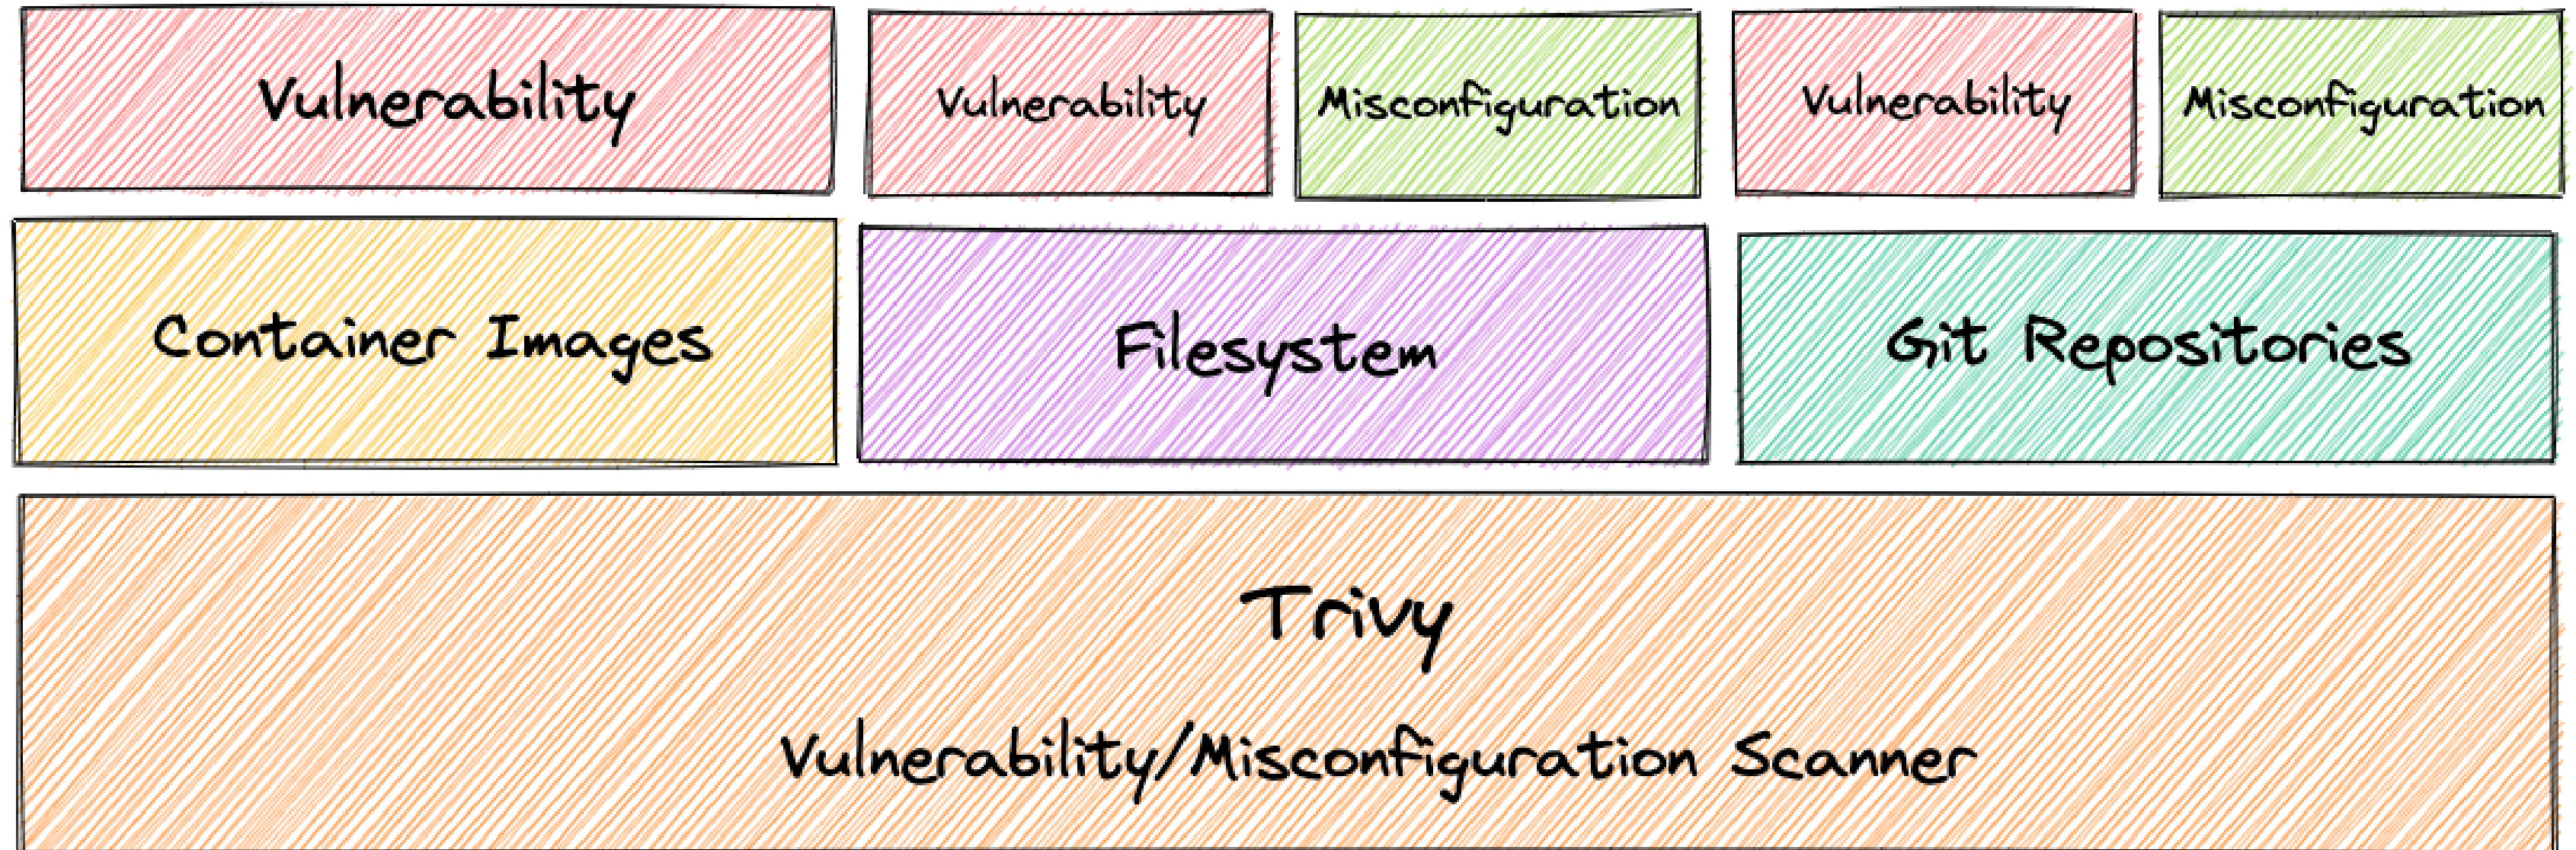 Vulnerability
Vulnerability
Misconfiguration
Vulnerability
Misconfiguration
Container Images
Filesystem
Git Repositories
Trivy
Vulnerability/Misconfiguration Scanner